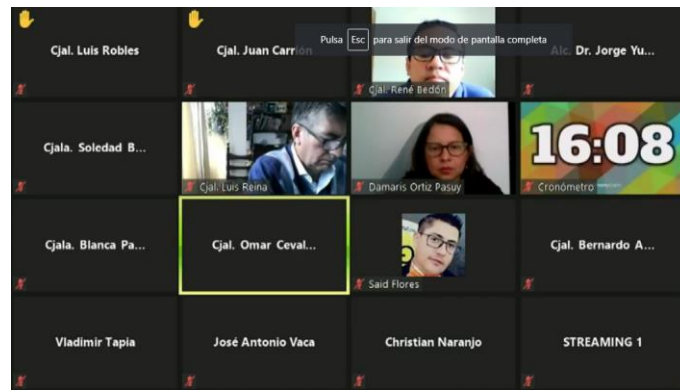 Pulsa Esc para salir del modo de pantalla completa
Cjal. Luis Robles
Cjal. Juan Carrión
Cjal. René Bedón
Alc. Dr. Jorge Yu...
Cjala. Soledad B...
Cjal. Luis Reina
Damaris Ortiz Pasuy
16:08
Cronómetro
Cjala. Blanca Pa...
Cjal. Omar Ceval...
Said Flores
Cjal. Bernardo A...
Vladimir Tapia
José Antonio Vaca
Christian Naranjo
STREAMING 1